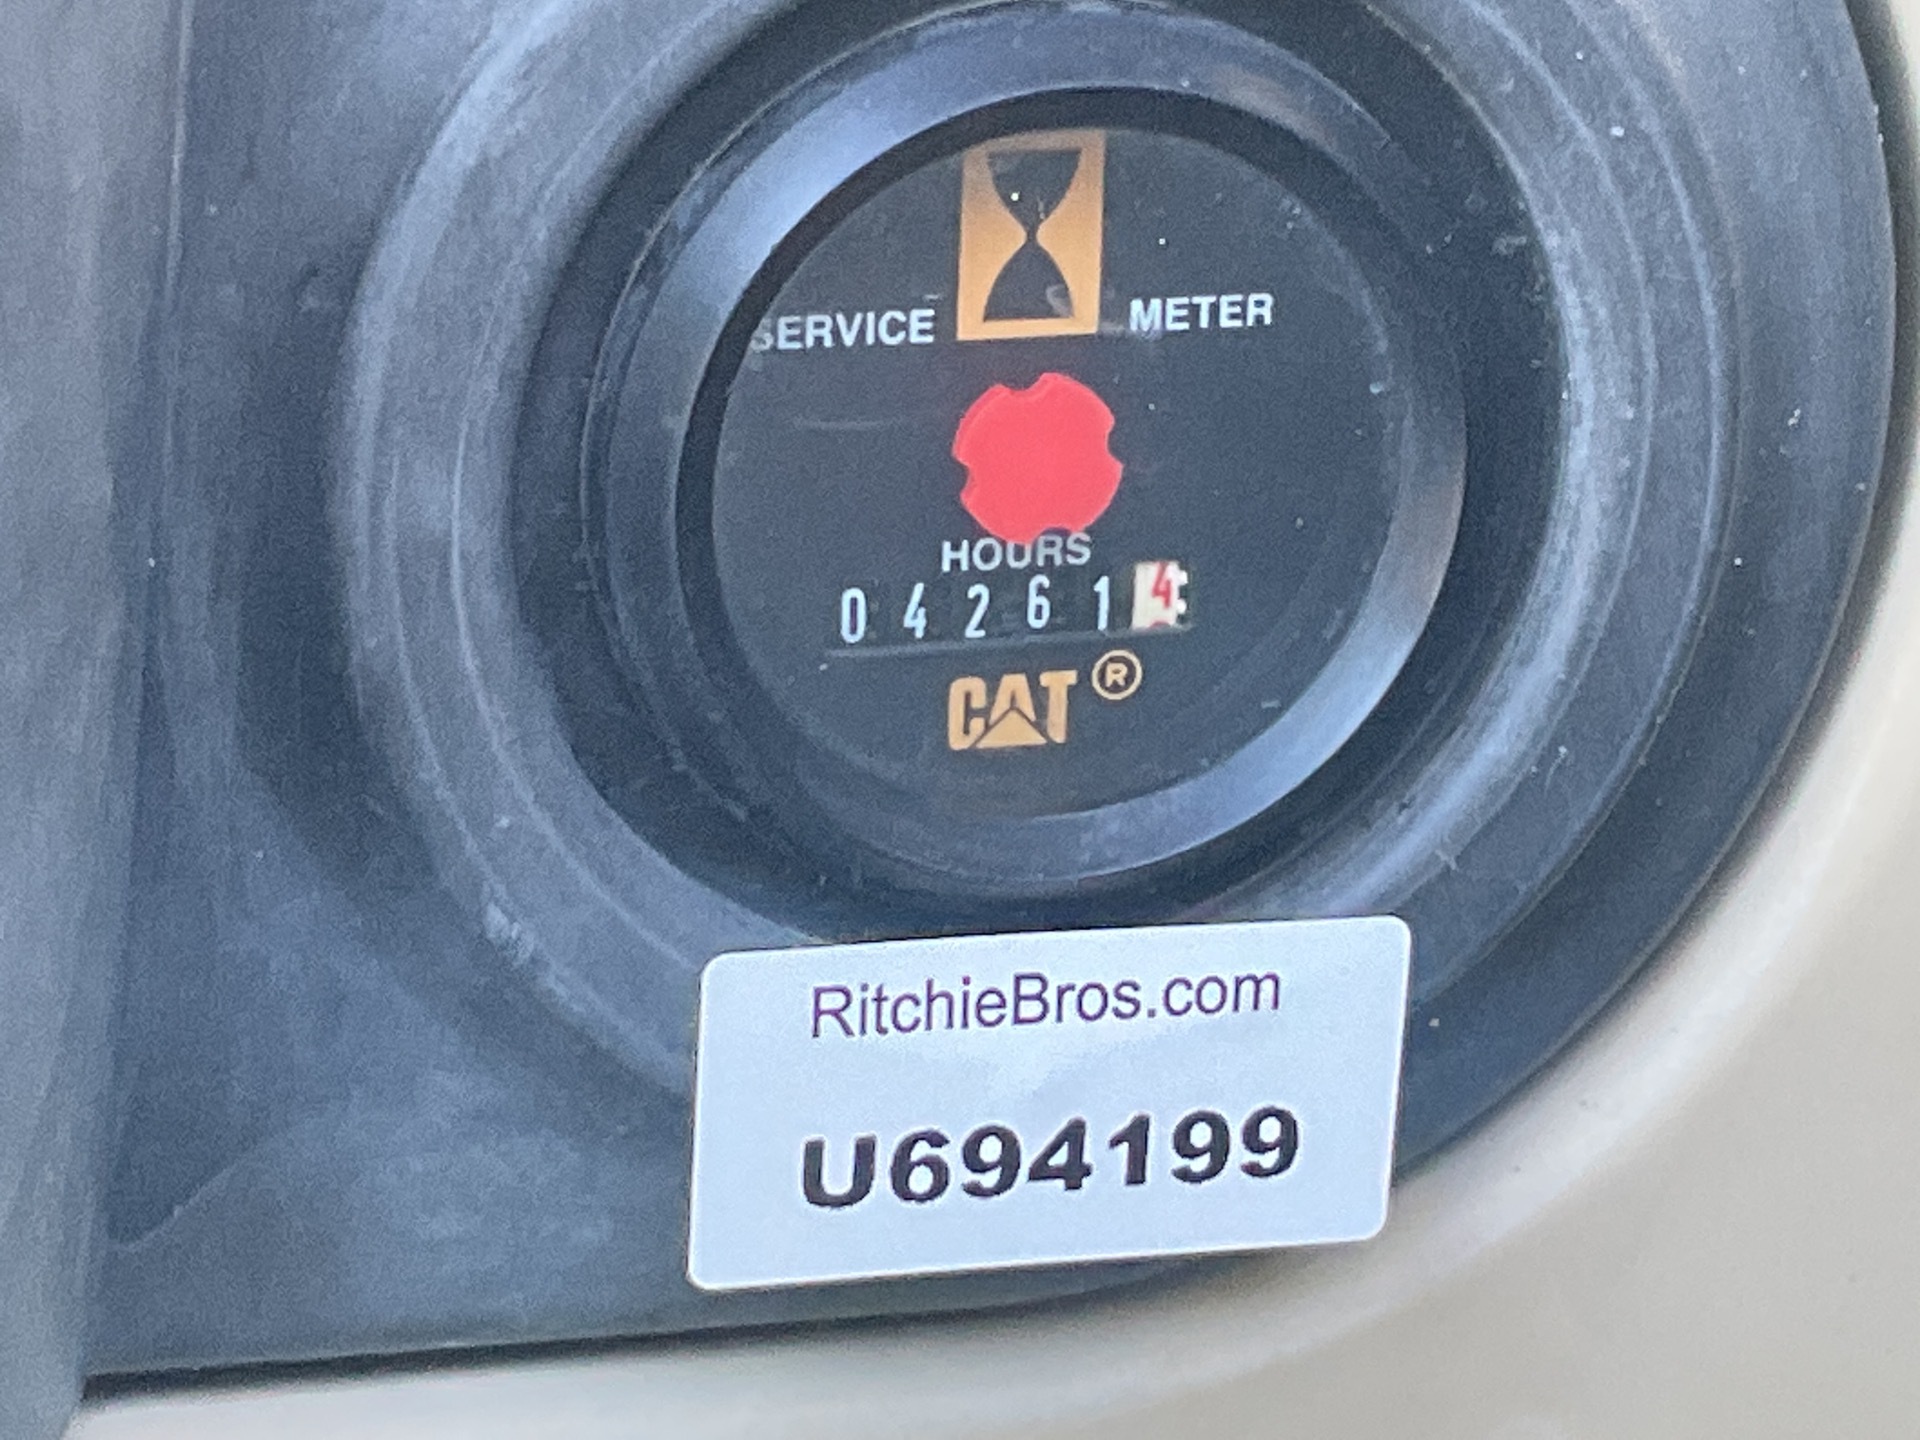 SERVICE METER
HOURS
042614
CAT ®
RitchieBros.com
U694199